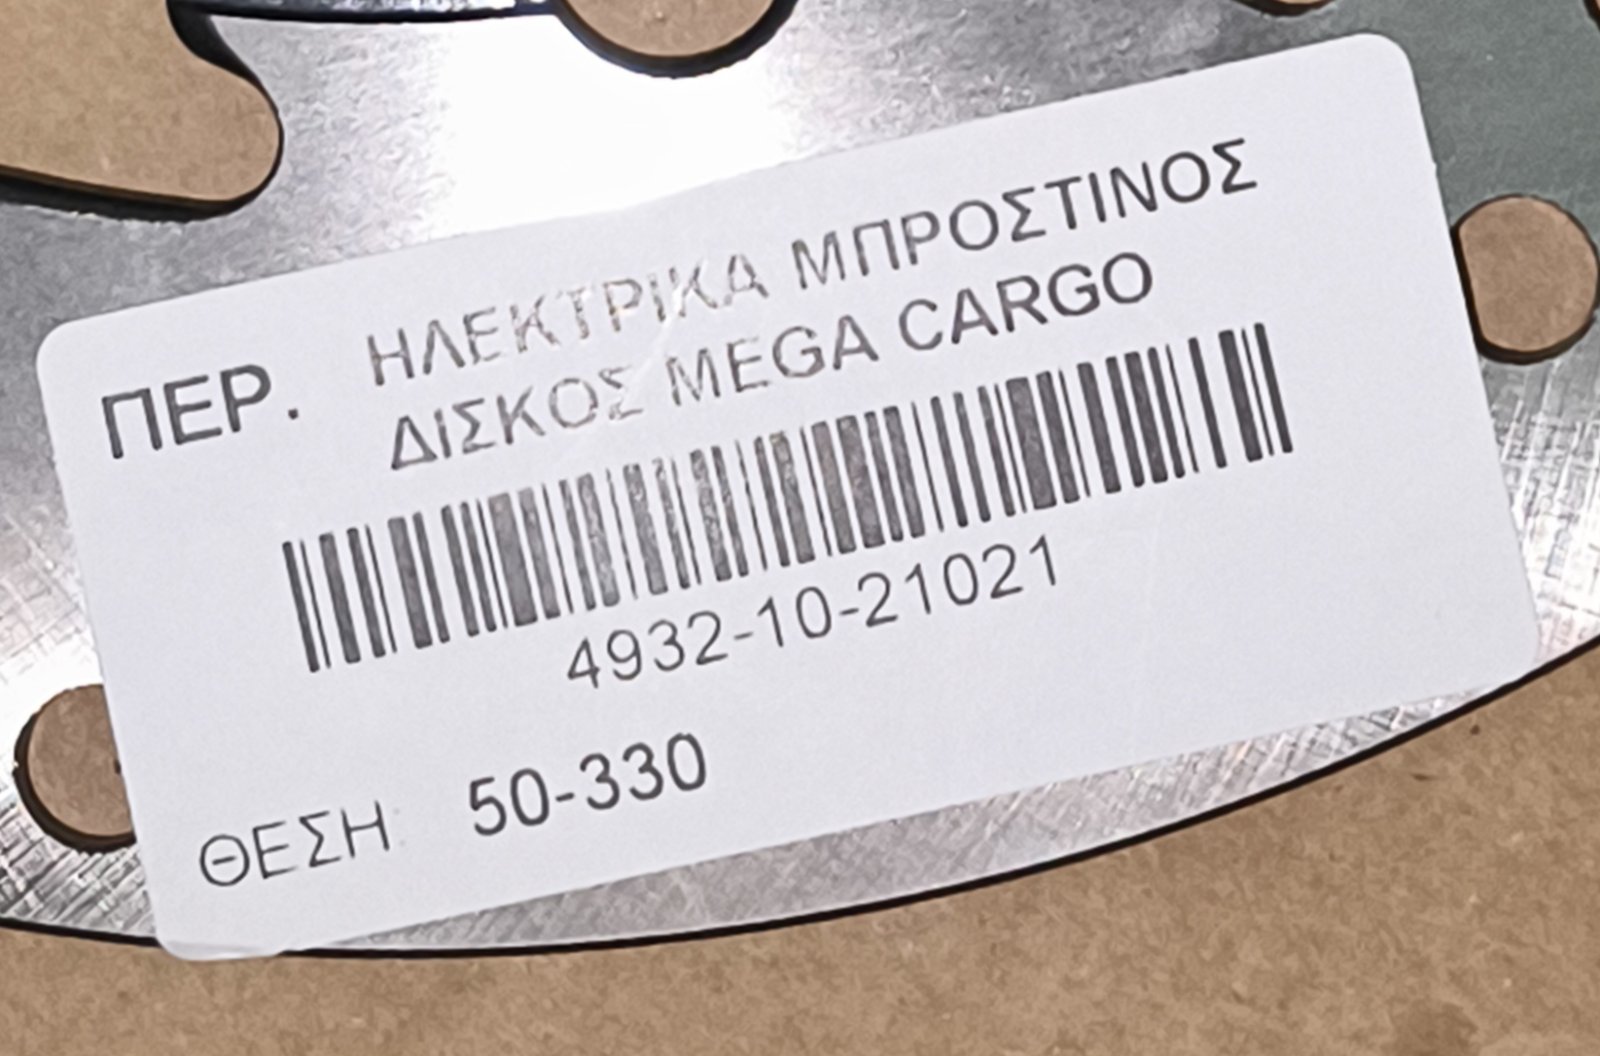 ΠΕΡ. ΗΛΕΚΤΡΙΚΑ ΜΠΡΟΣΤΙΝΟΣ
ΔΙΣΚΟΣ MEGA CARGO
4932-10-21021
ΘΕΣΗ: 50-330